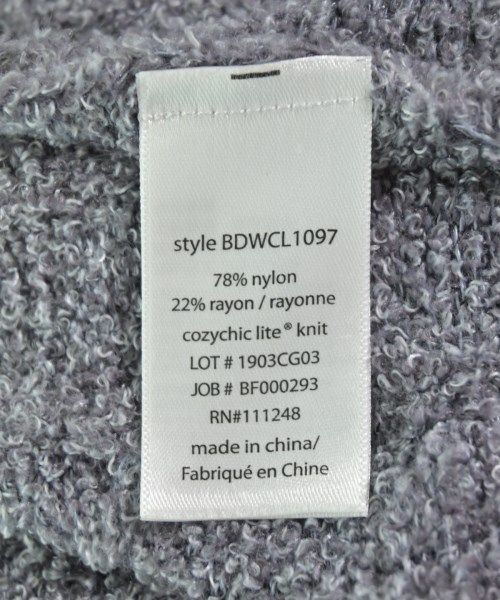 style BDWCL1097
78% nylon
22% rayon / rayonne
cozychic lite® knit
LOT # 1903CG03
JOB # BF000293
RN#111248
made in china/
Fabriqué en Chine